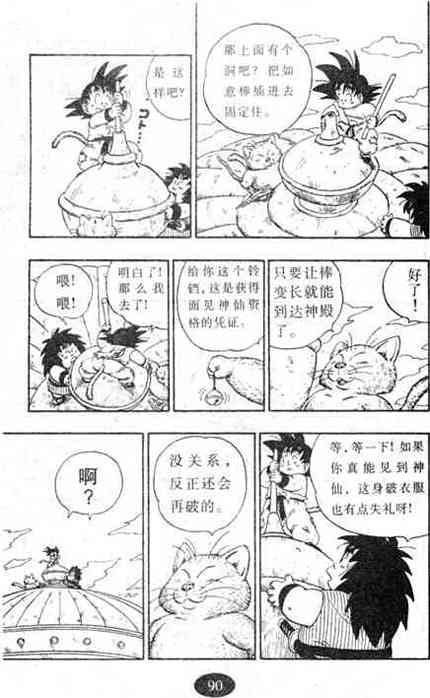 那上面有个
洞吧？把如
意棒插进去
固定住。
是这
样吧？
コト…
好了！
只要让棒
变长就能
到达神殿
了。
给你这个铃
铛，这是获得
面见神仙资
格的凭证。
明白了！
那么我
去了！
喂！
喂！
等，等一下！如果
你真能见到神
仙，这身破衣服
也有点失礼呀！
没关系，
反正还会
再破的。
啊
？
90